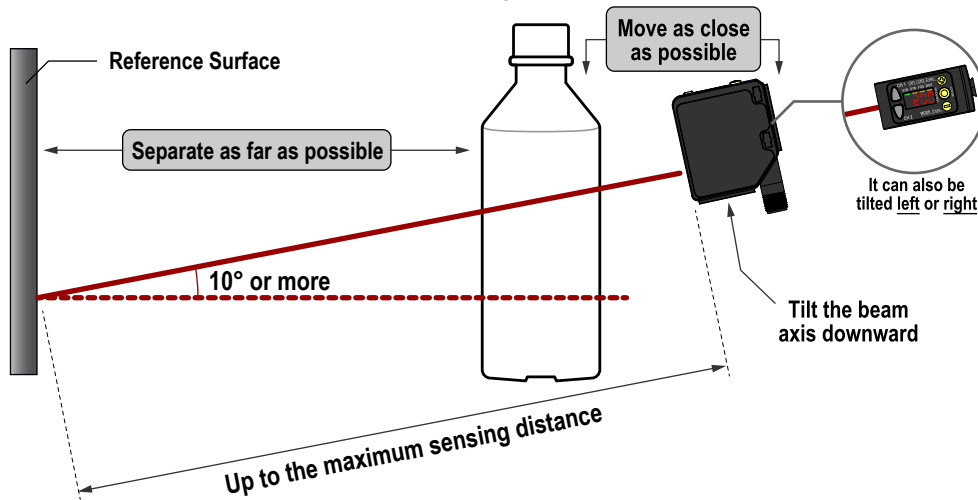 Move as close
as possible
Reference Surface
Separate as far as possible
It can also be
tilted left or right
10° or more
Tilt the beam
axis downward
Up to the maximum sensing distance